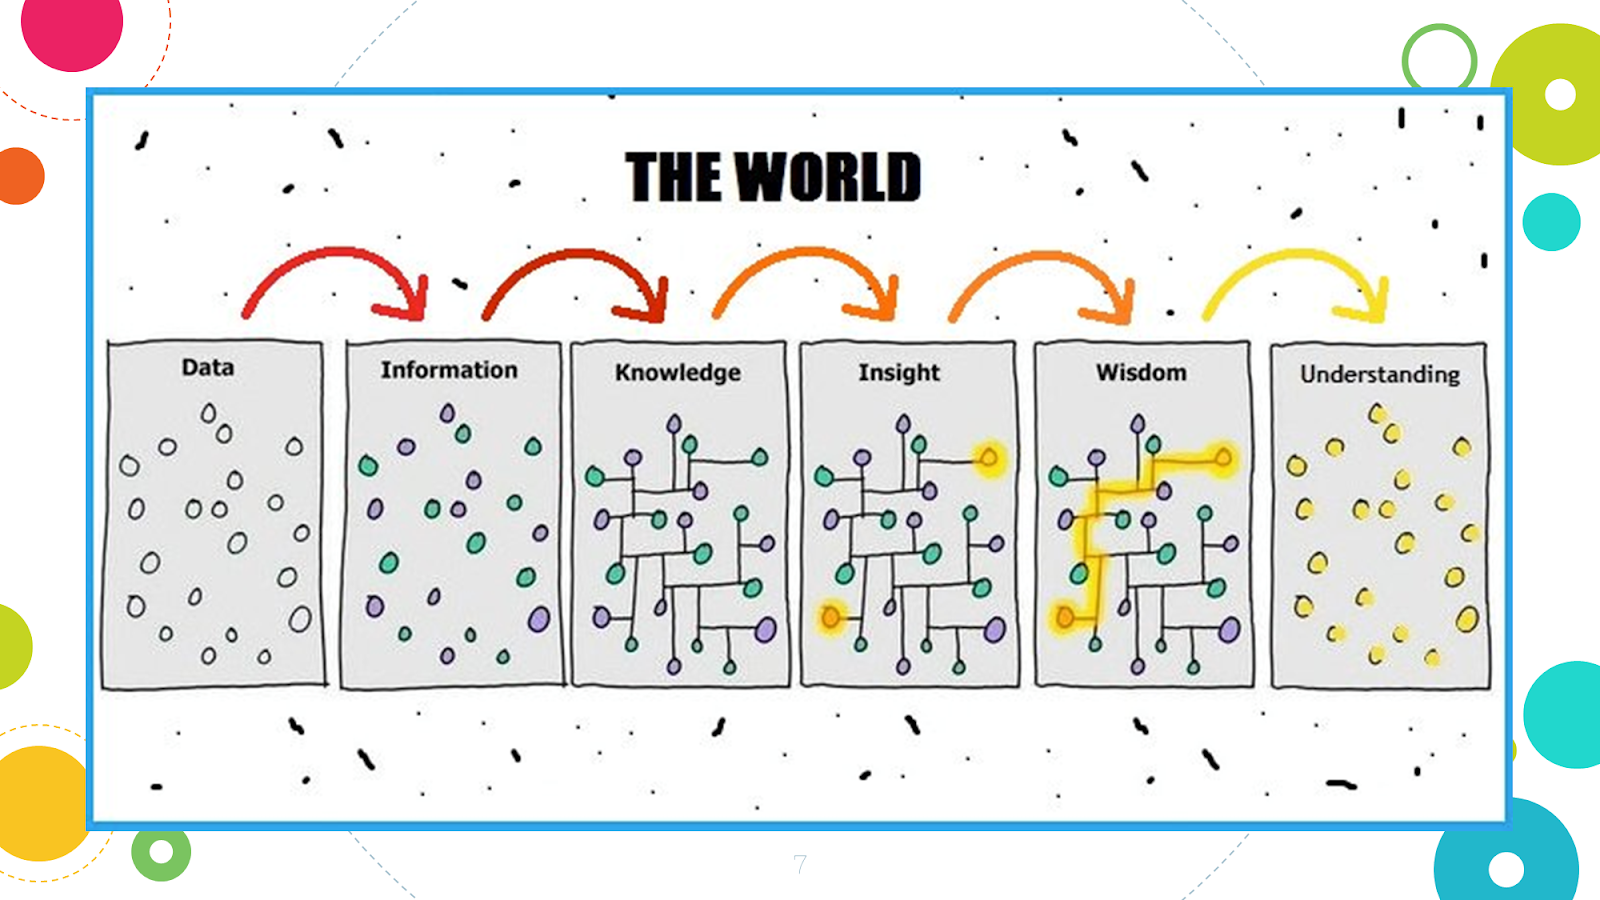 THE WORLD
Data
Information
Knowledge
Insight
Wisdom
Understanding
7